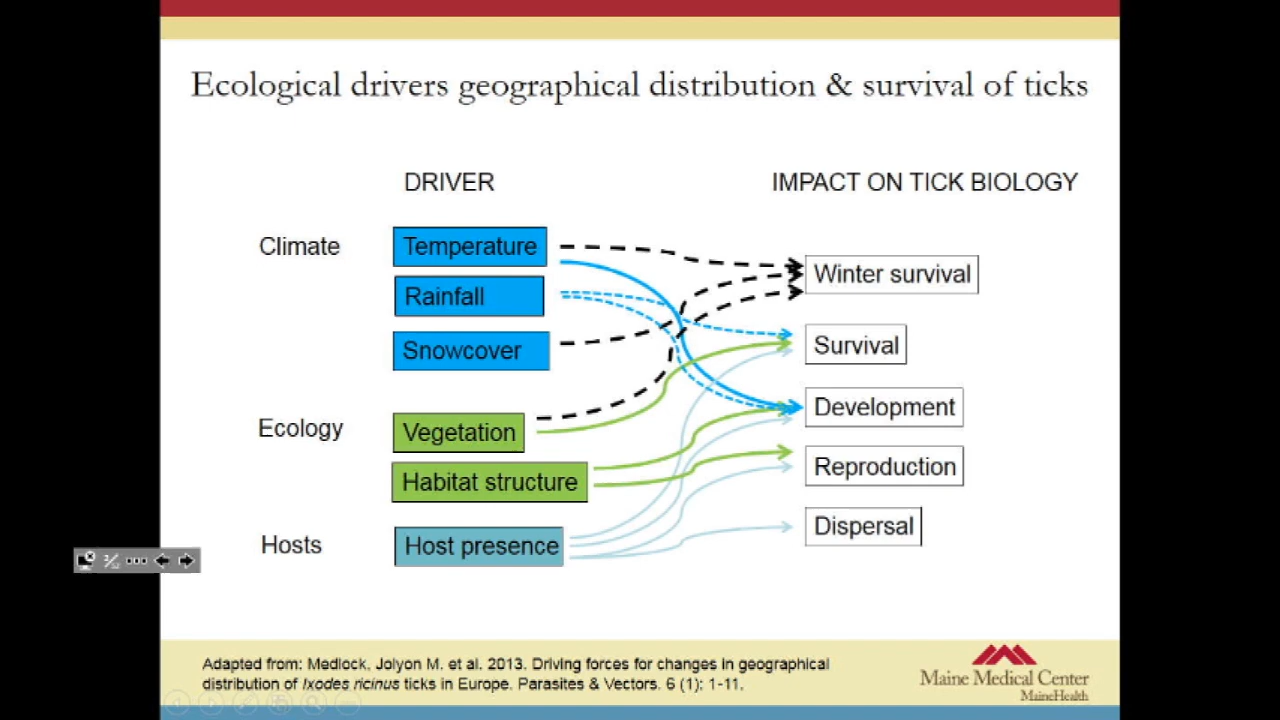 Ecological drivers geographical distribution & survival of ticks
DRIVER
IMPACT ON TICK BIOLOGY
Climate
Temperature
Rainfall
Snowcover
Ecology
Vegetation
Habitat structure
Hosts
Host presence
Winter survival
Survival
Development
Reproduction
Dispersal
Adapted from: Medlock, Jolyon M. et al. 2013. Driving forces for changes in geographical
distribution of Ixodes ricinus ticks in Europe. Parasites & Vectors. 6 (1): 1-11.
Maine Medical Center
MaineHealth